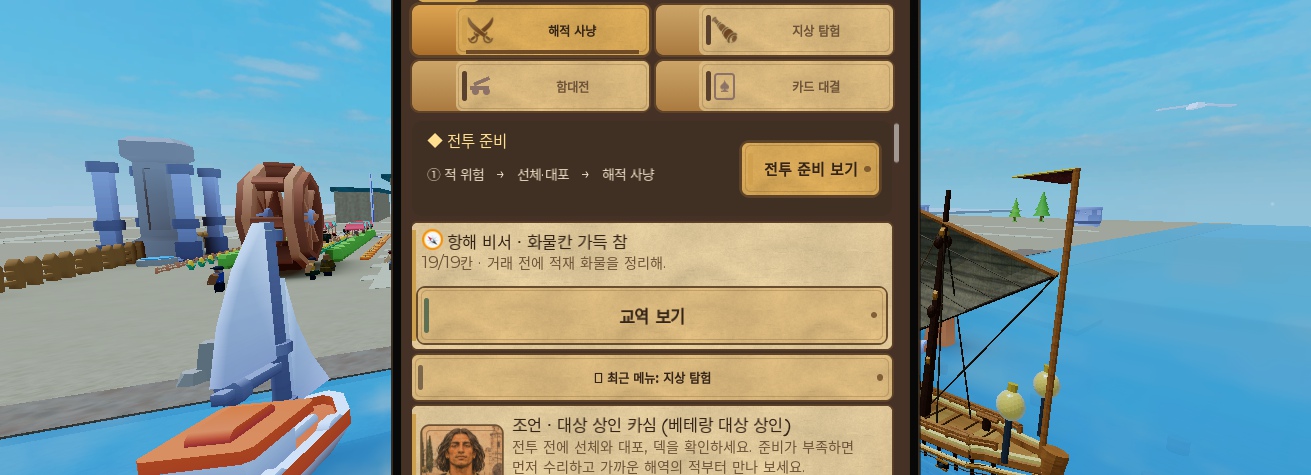 해적 사냥
지상 탐험
함대전
카드 대결
◆ 전투 준비
① 적 위험 → 선체·대포 → 해적 사냥
전투 준비 보기
항해 비서 · 화물칸 가득 참
19/19칸 · 거래 전에 적재 화물을 정리해.
교역 보기
최근 메뉴: 지상 탐험
조언 · 대상 상인 카심 (베테랑 대상 상인)
전투 전에 선체와 대포, 덱을 확인하세요. 준비가 부족하면
먼저 수리하고 가까운 해역의 적부터 만나 보세요.